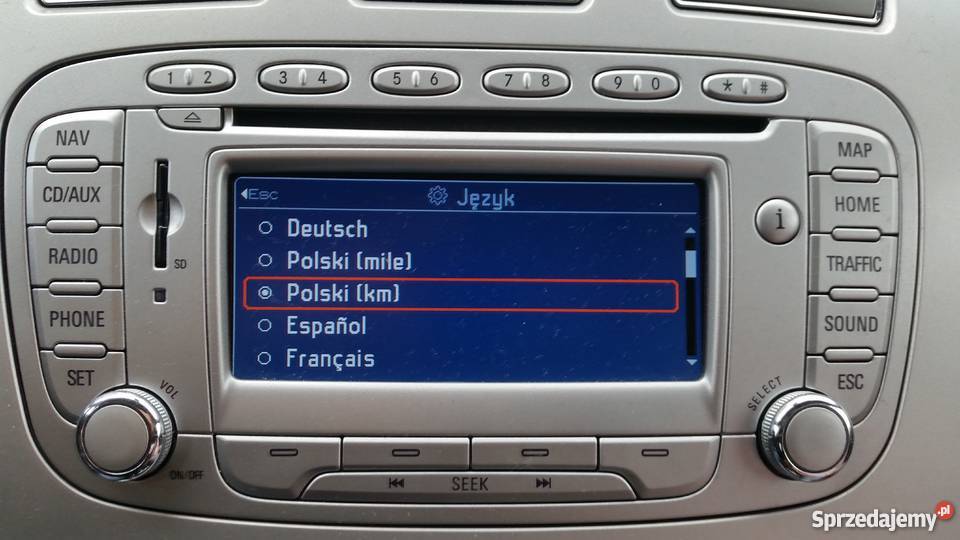 1 2
3 4
5 6
7 8
9 0
* #
NAV
CD/AUX
RADIO
PHONE
SET
SD
VOL
ON/OFF
Esc
Język
Deutsch
Polski (mile)
Polski (km)
Español
Français
i
MAP
HOME
TRAFFIC
SOUND
ESC
SELECT
SEEK
Sprzedajemy.pl